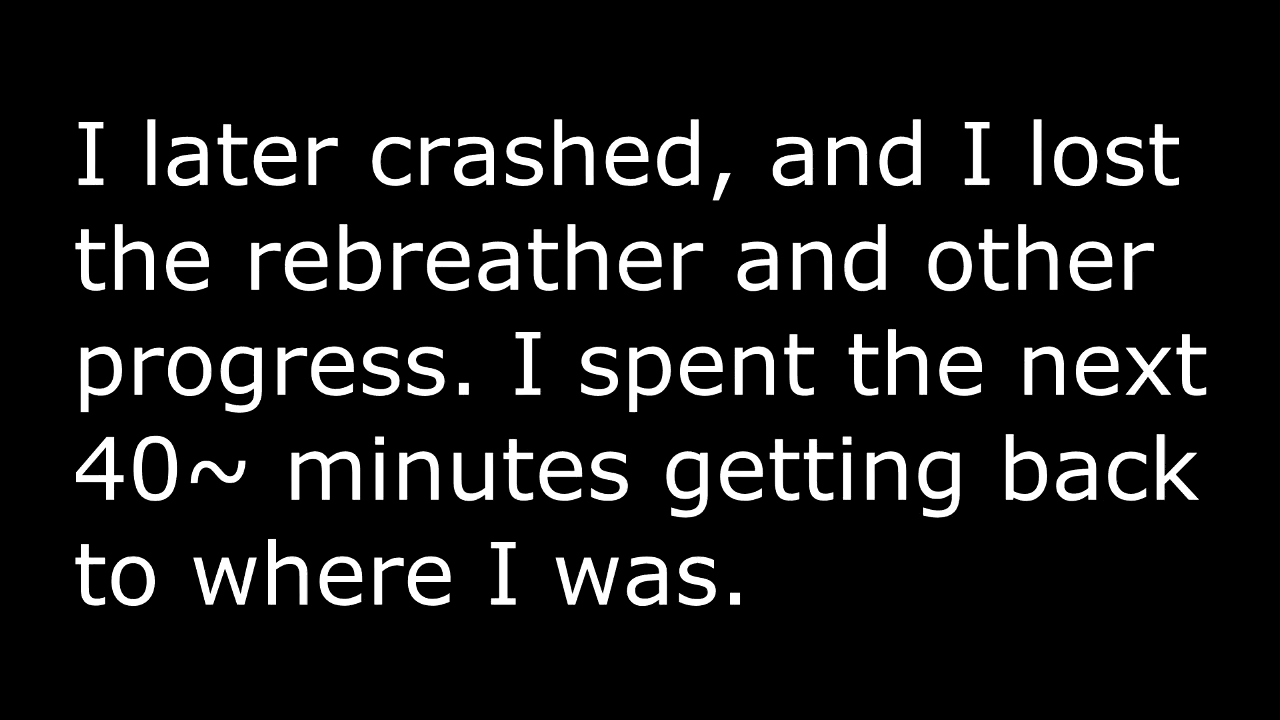 I later crashed, and I lost
the rebreather and other
progress. I spent the next
40~ minutes getting back
to where I was.